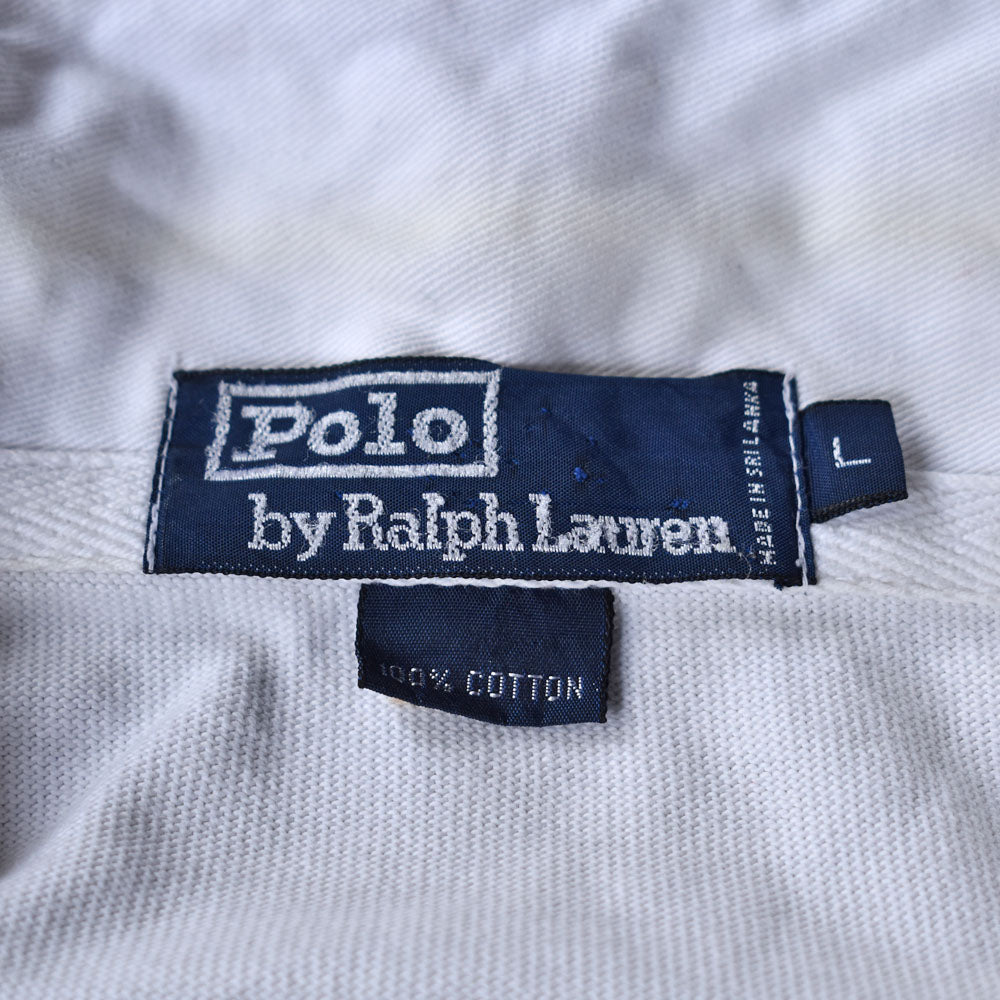 Polo
by Ralph Lauren
MADE IN SRI LANKA
L
100% COTTON